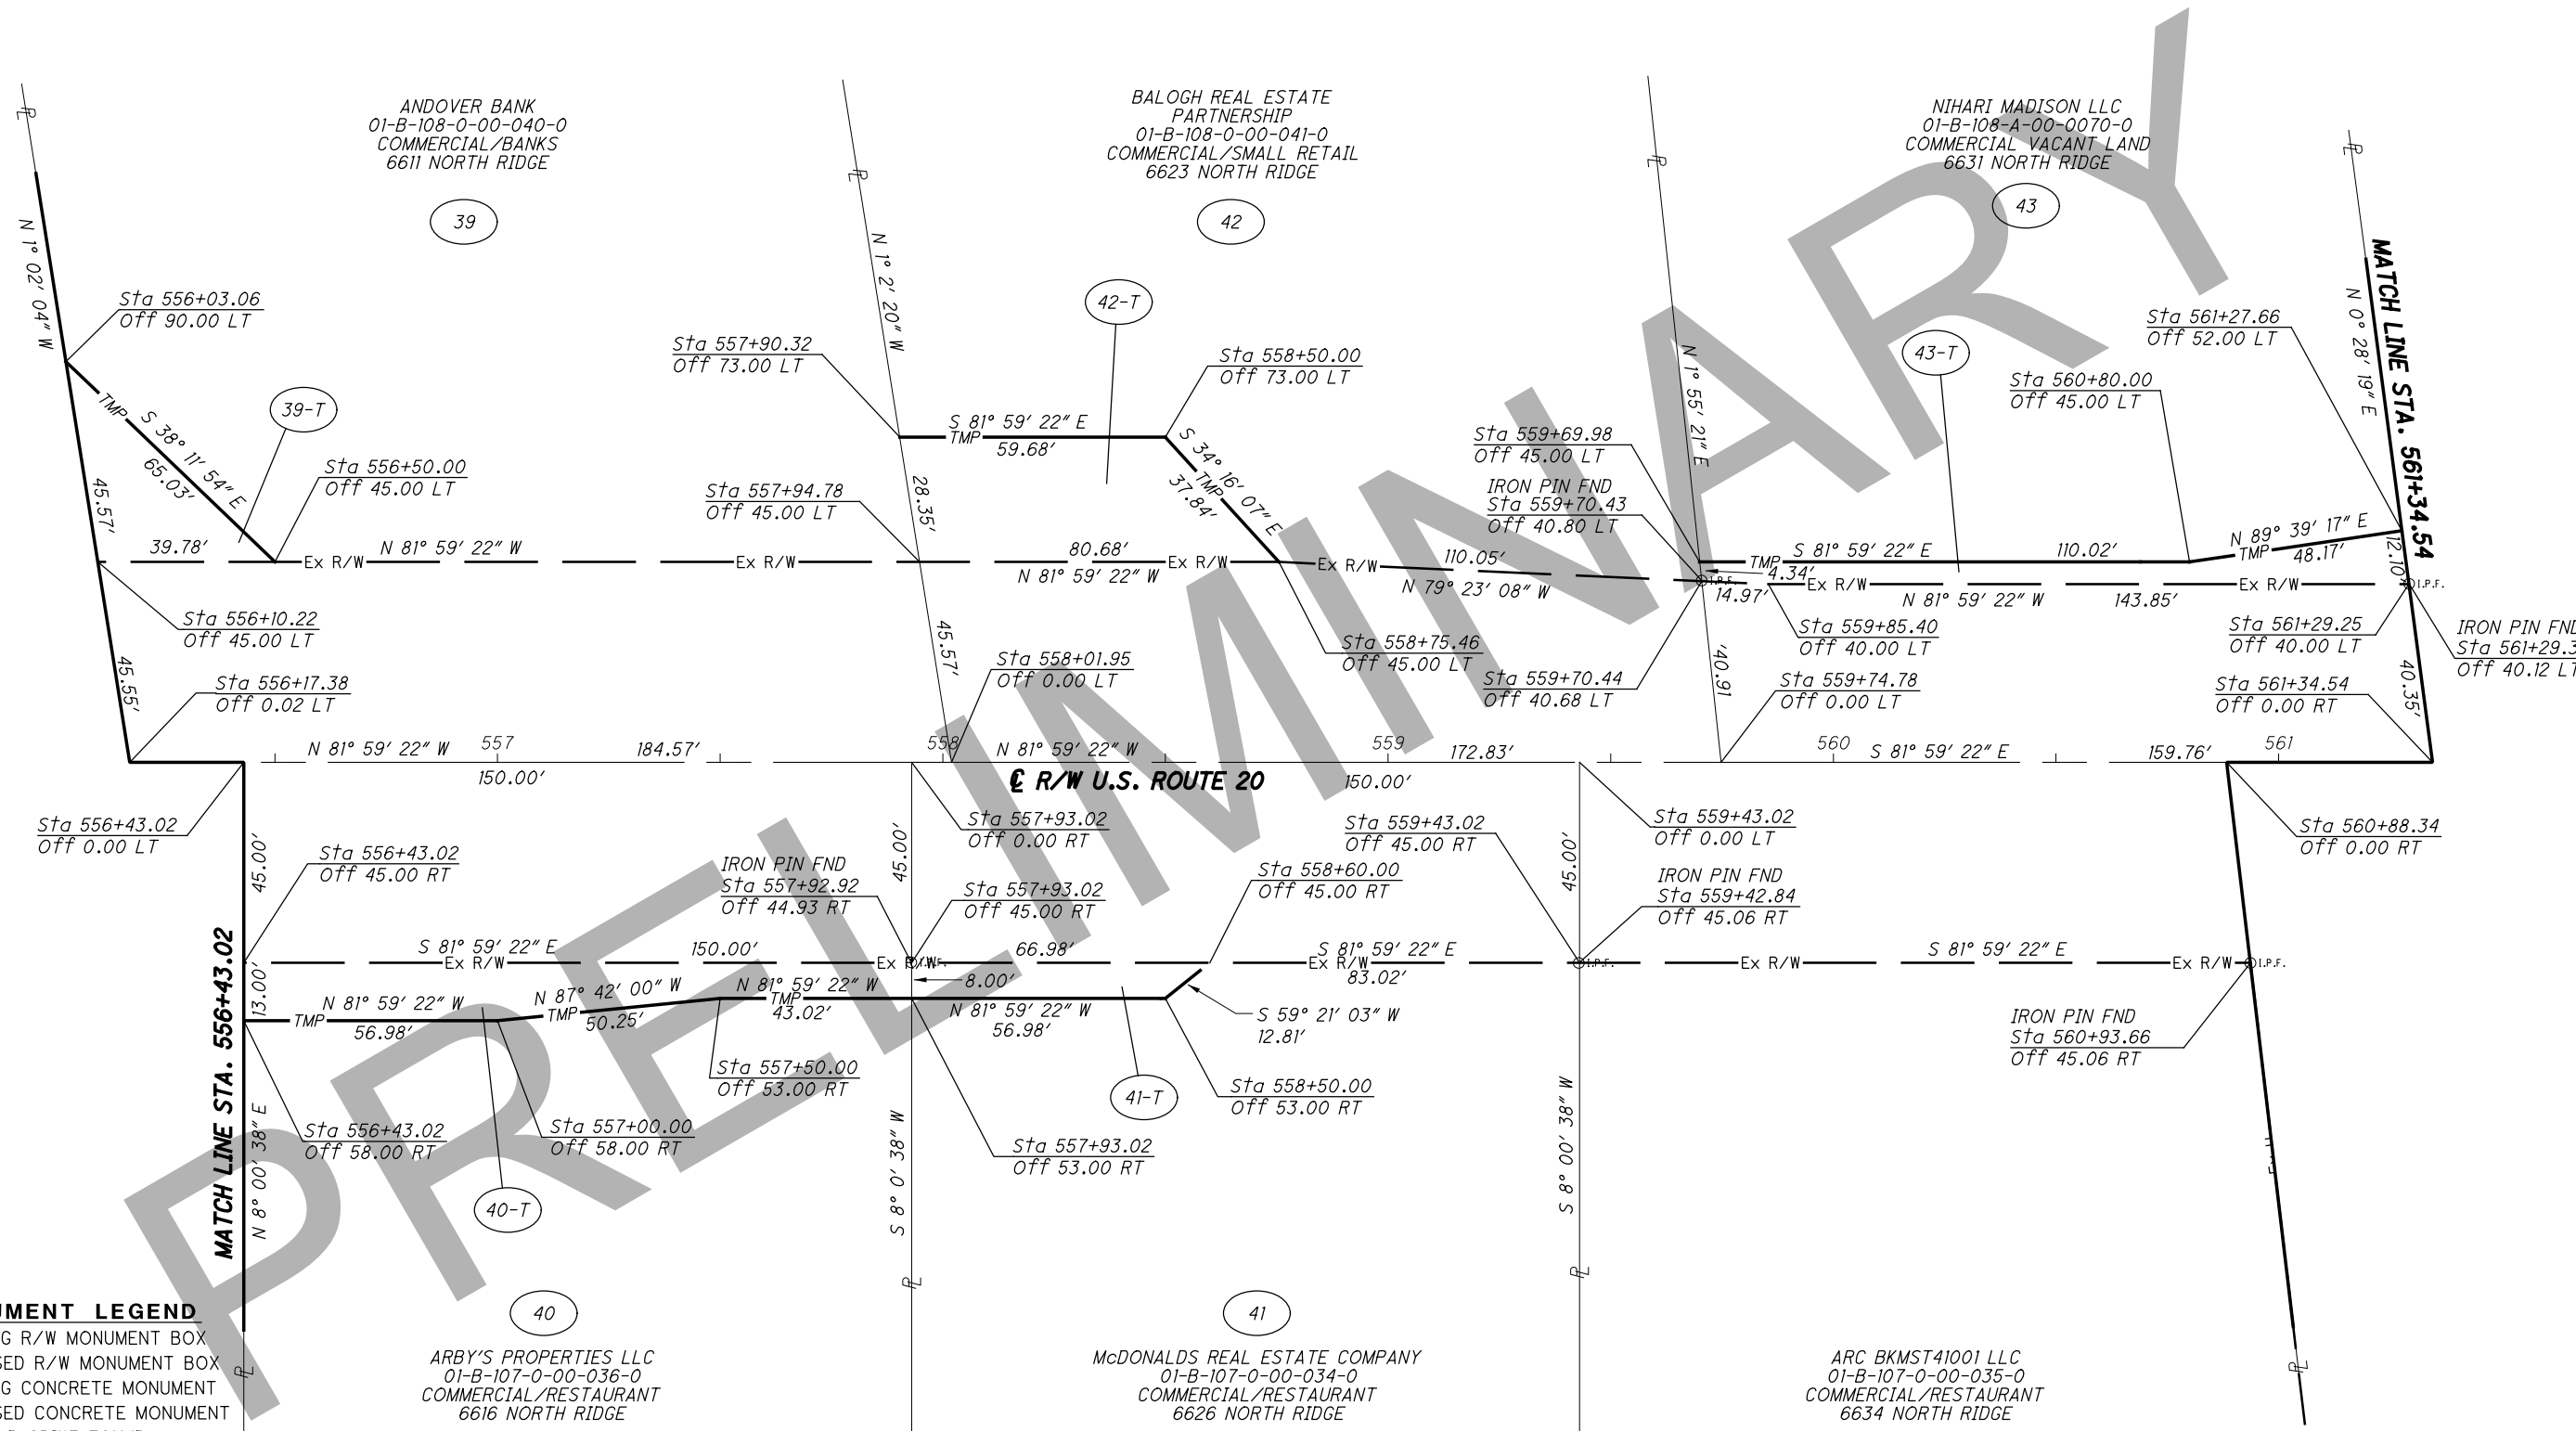 ANDOVER BANK
01-B-108-0-00-040-0
COMMERCIAL/BANKS
6611 NORTH RIDGE
39
BALOGH REAL ESTATE
PARTNERSHIP
01-B-108-0-00-041-0
COMMERCIAL/SMALL RETAIL
6623 NORTH RIDGE
42
NIHARI MADISON LLC
01-B-108-A-00-0070-0
COMMERCIAL VACANT LAND
6631 NORTH RIDGE
43
PL
PL
PL
PL
N 1° 02' 04" W
Sta 556+03.06
Off 90.00 LT
TMP
S 38° 11' 54" E
65.03'
39-T
Sta 556+50.00
Off 45.00 LT
45.57'
39.78'
Ex R/W
N 81° 59' 22" W
Ex R/W
Sta 556+10.22
Off 45.00 LT
45.55'
Sta 556+17.38
Off 0.02 LT
N 1° 2' 20" W
Sta 557+90.32
Off 73.00 LT
42-T
Sta 558+50.00
Off 73.00 LT
S 81° 59' 22" E
TMP
59.68'
S 34° 16' 07" E
TMP
37.84'
Sta 557+94.78
Off 45.00 LT
28.35'
80.68'
Ex R/W
N 81° 59' 22" W
45.57'
Sta 558+01.95
Off 0.00 LT
Sta 558+75.46
Off 45.00 LT
Ex R/W
110.05'
N 79° 23' 08" W
N 1° 55' 21" E
Sta 559+69.98
Off 45.00 LT
IRON PIN FND
Sta 559+70.43
Off 40.80 LT
Sta 559+70.44
Off 40.68 LT
I.P.F.
4.34'
14.97'
43-T
Sta 560+80.00
Off 45.00 LT
Sta 561+27.66
Off 52.00 LT
TMP
S 81° 59' 22" E
110.02'
N 89° 39' 17" E
TMP
48.17'
Ex R/W
N 81° 59' 22" W
143.85'
Ex R/W
12.10'
I.P.F.
N 0° 28' 19" E
MATCH LINE STA. 561+34.54
Sta 559+85.40
Off 40.00 LT
Sta 561+29.25
Off 40.00 LT
IRON PIN FND
Sta 561+29.3
Off 40.12 LT
40.91'
Sta 559+74.78
Off 0.00 LT
Sta 561+34.54
Off 0.00 RT
40.35'
N 81° 59' 22" W
557
184.57'
558
N 81° 59' 22" W
559
172.83'
560
S 81° 59' 22" E
159.76'
561
150.00'
CL R/W U.S. ROUTE 20
150.00'
Sta 556+43.02
Off 0.00 LT
45.00'
Sta 556+43.02
Off 45.00 RT
IRON PIN FND
Sta 557+92.92
Off 44.93 RT
45.00'
Sta 557+93.02
Off 0.00 RT
Sta 557+93.02
Off 45.00 RT
Sta 558+60.00
Off 45.00 RT
Sta 559+43.02
Off 45.00 RT
45.00'
Sta 559+43.02
Off 0.00 LT
IRON PIN FND
Sta 559+42.84
Off 45.06 RT
Sta 560+88.34
Off 0.00 RT
S 81° 59' 22" E
Ex R/W
150.00'
Ex R/W
I.P.F.
66.98'
S 81° 59' 22" E
Ex R/W
83.02'
I.P.F.
Ex R/W
S 81° 59' 22" E
Ex R/W
I.P.F.
13.00'
TMP
N 81° 59' 22" W
56.98'
N 87° 42' 00" W
TMP
50.25'
N 81° 59' 22" W
TMP
43.02'
8.00'
N 81° 59' 22" W
56.98'
S 59° 21' 03" W
12.81'
IRON PIN FND
Sta 560+93.66
Off 45.06 RT
MATCH LINE STA. 556+43.02
N 8° 00' 38" E
Sta 556+43.02
Off 58.00 RT
Sta 557+00.00
Off 58.00 RT
Sta 557+50.00
Off 53.00 RT
S 8° 0' 38" W
Sta 557+93.02
Off 53.00 RT
41-T
Sta 558+50.00
Off 53.00 RT
S 8° 00' 38" W
40-T
PL
PL
PL
PL
40
ARBY'S PROPERTIES LLC
01-B-107-0-00-036-0
COMMERCIAL/RESTAURANT
6616 NORTH RIDGE
41
McDONALDS REAL ESTATE COMPANY
01-B-107-0-00-034-0
COMMERCIAL/RESTAURANT
6626 NORTH RIDGE
ARC BKMST41001 LLC
01-B-107-0-00-035-0
COMMERCIAL/RESTAURANT
6634 NORTH RIDGE
UMENT LEGEND
G R/W MONUMENT BOX
SED R/W MONUMENT BOX
G CONCRETE MONUMENT
SED CONCRETE MONUMENT
PRELIMINARY